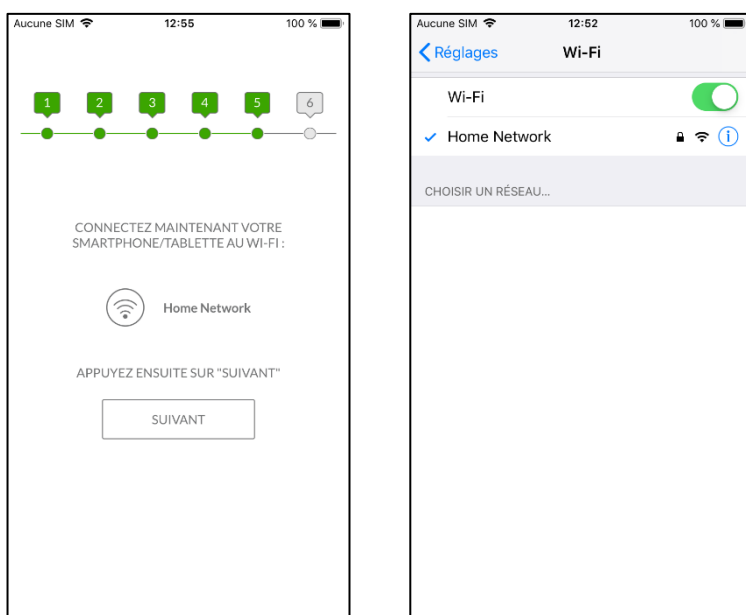 Aucune SIM 12:55 100 %
1 2 3 4 5 6
CONNECTEZ MAINTENANT VOTRE
SMARTPHONE/TABLETTE AU WI-FI :
Home Network
APPUYEZ ENSUITE SUR "SUIVANT"
SUIVANT
Aucune SIM 12:52 100 %
Réglages Wi-Fi
Wi-Fi
Home Network
CHOISIR UN RÉSEAU...